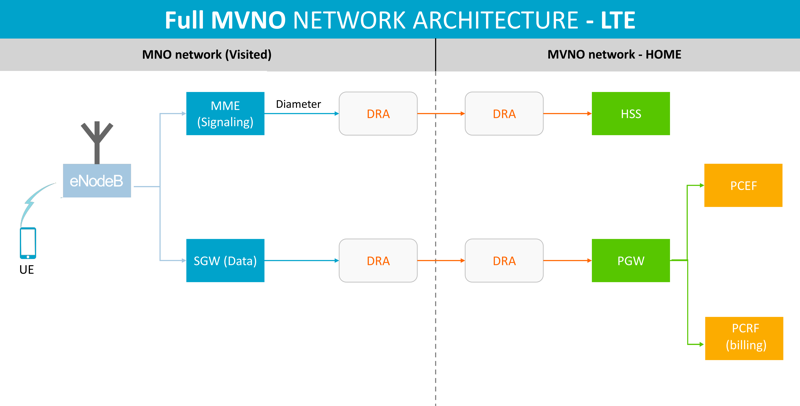 Full MVNO NETWORK ARCHITECTURE - LTE
MNO network (Visited)
MVNO network - HOME
MME
(Signaling)
Diameter
DRA
DRA
HSS
eNodeB
UE
SGW (Data)
DRA
DRA
PGW
PCEF
PCRF
(billing)